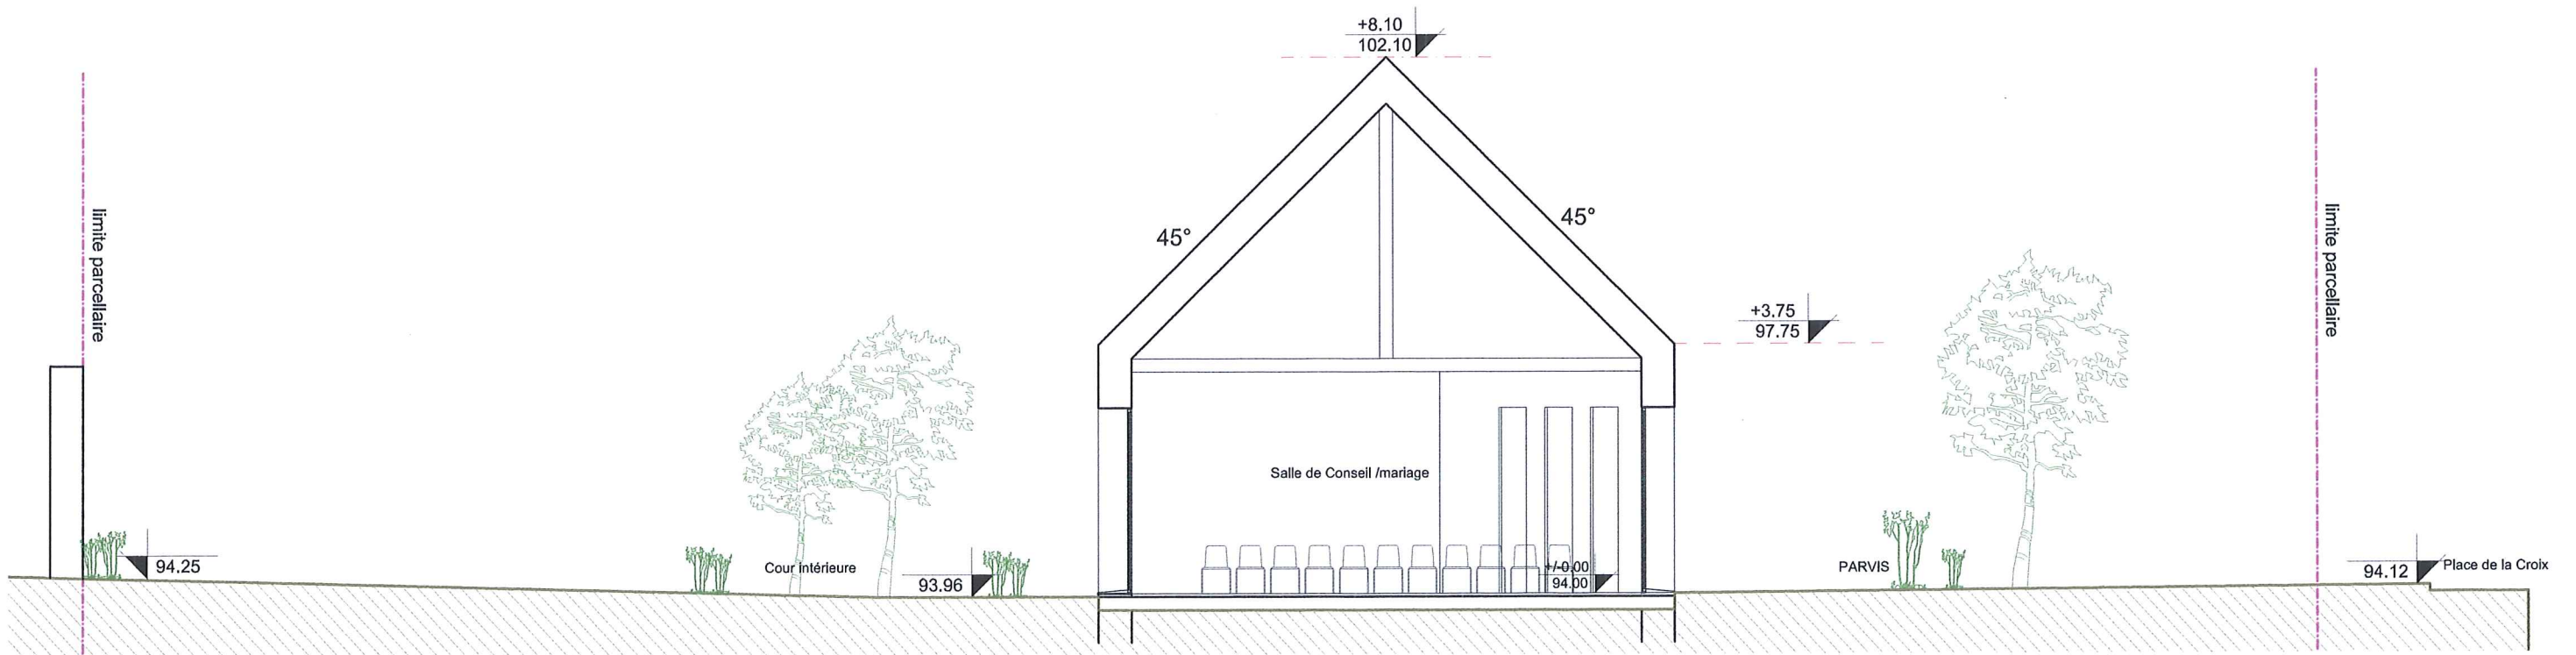 +8.10
102.10
limite parcellaire
45°
45°
limite parcellaire
+3.75
97.75
Salle de Conseil /mariage
94.25
Cour intérieure
93.96
+/-0.00
94.00
PARVIS
94.12
Place de la Croix